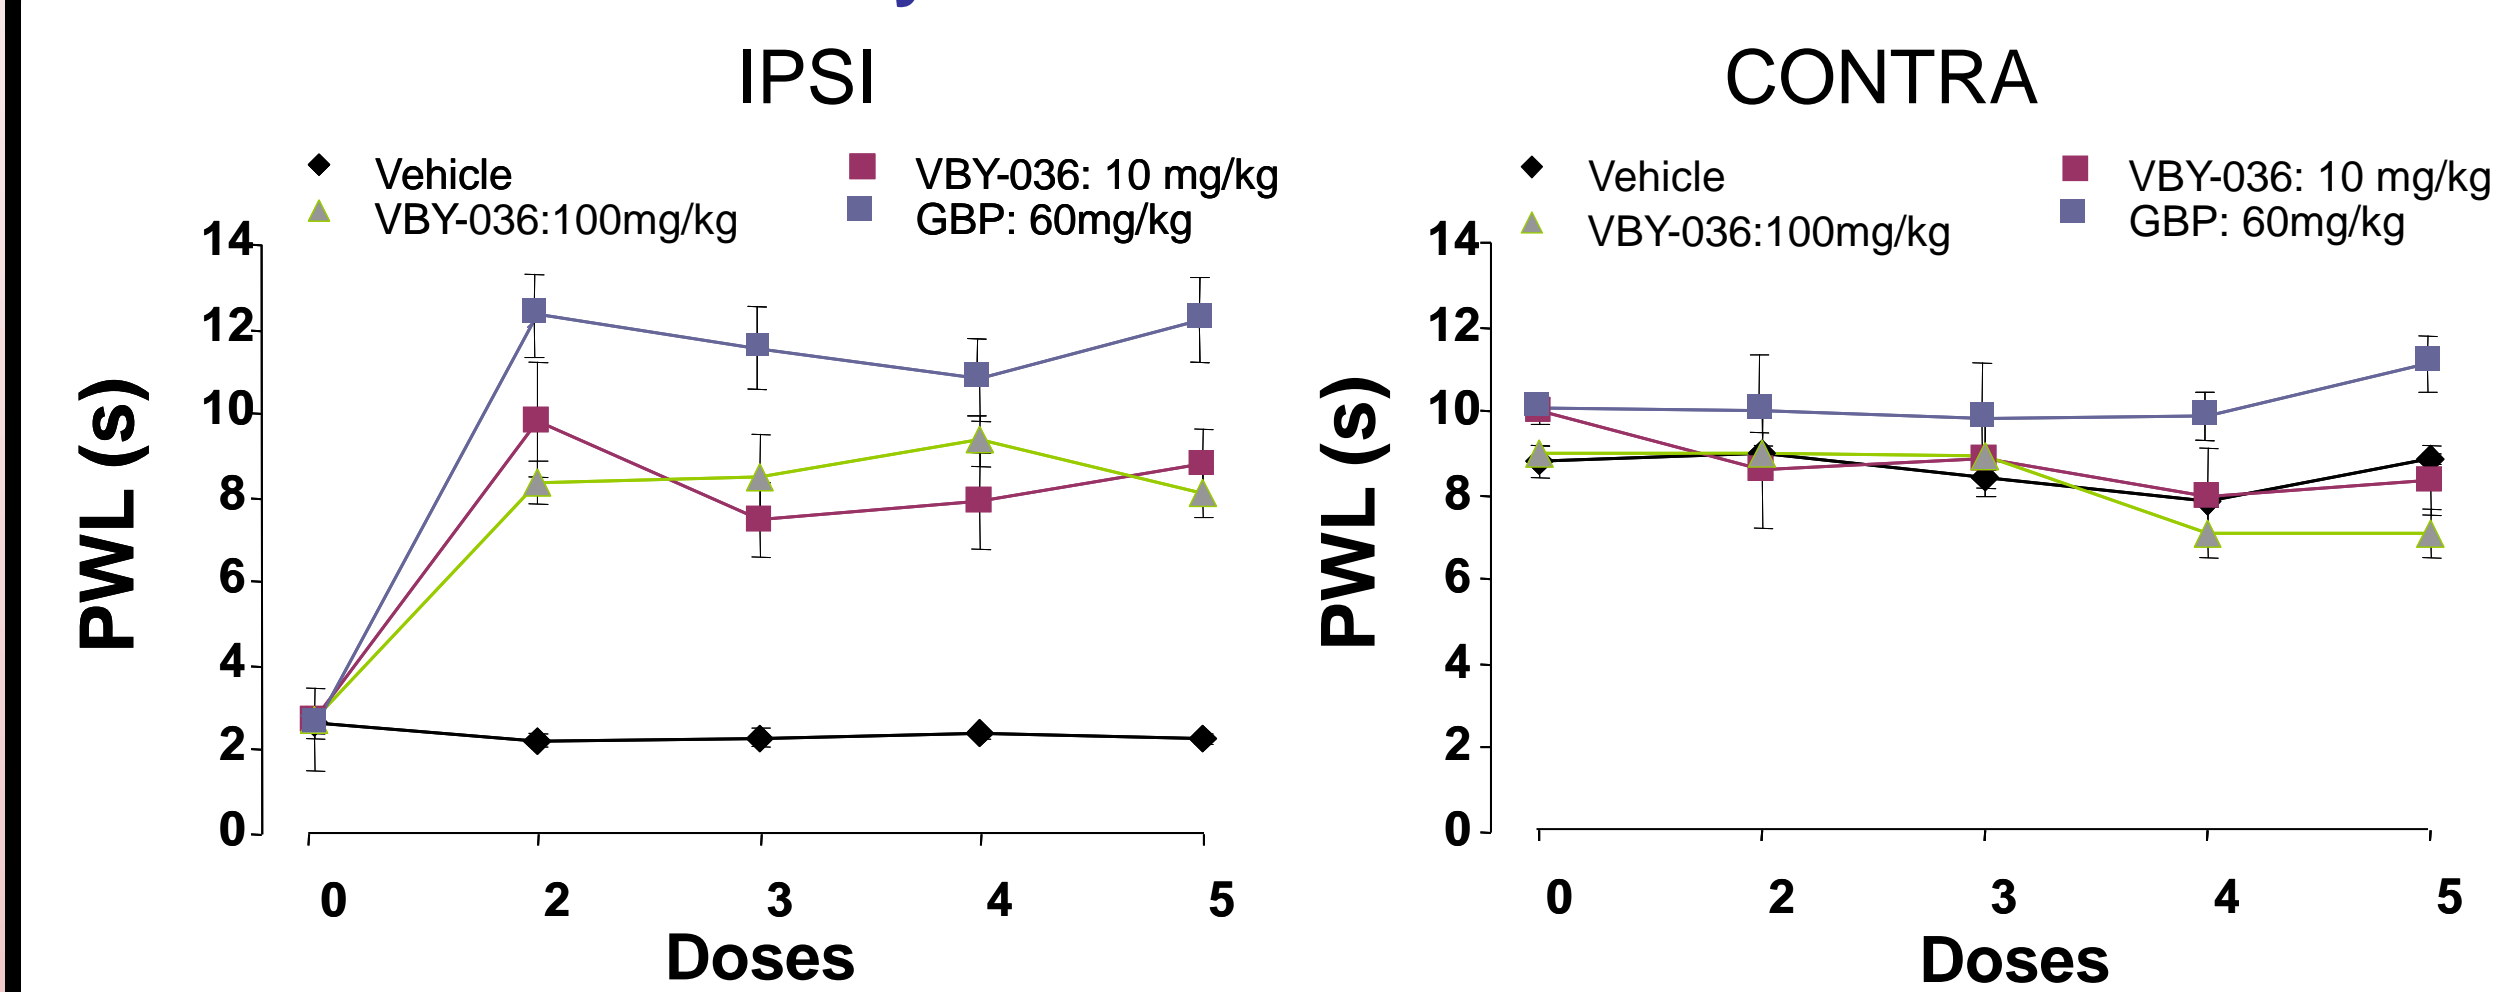 IPSI
Vehicle
VBY-036: 10 mg/kg
VBY-036:100mg/kg
GBP: 60mg/kg
14
12
10
8
6
4
2
0
PWL (s)
0 2 3 4 5
Doses
CONTRA
Vehicle
VBY-036: 10 mg/kg
VBY-036:100mg/kg
GBP: 60mg/kg
14
12
10
8
6
4
2
0
PWL (s)
0 2 3 4 5
Doses